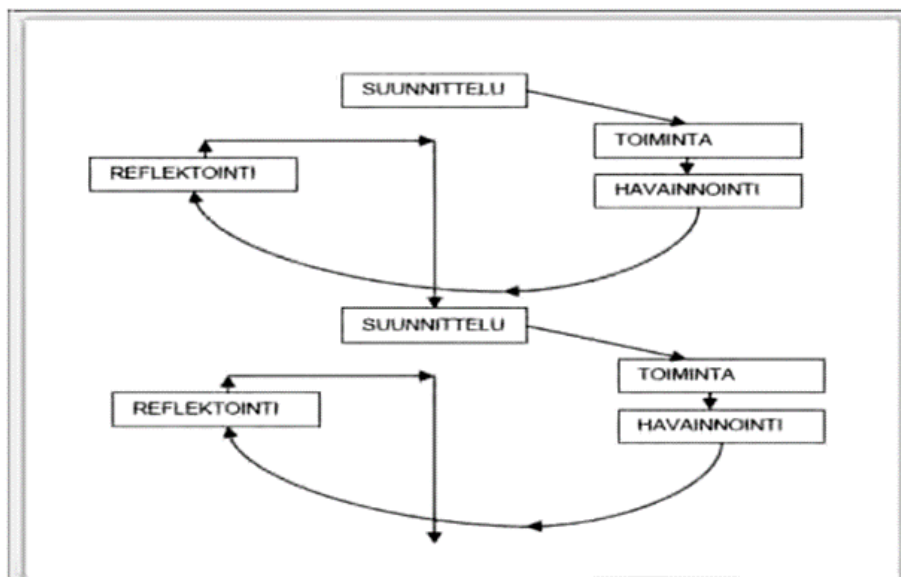 SUUNNITTELU
TOIMINTA
REFLEKTOINTI
HAVAINNOINTI
SUUNNITTELU
TOIMINTA
REFLEKTOINTI
HAVAINNOINTI